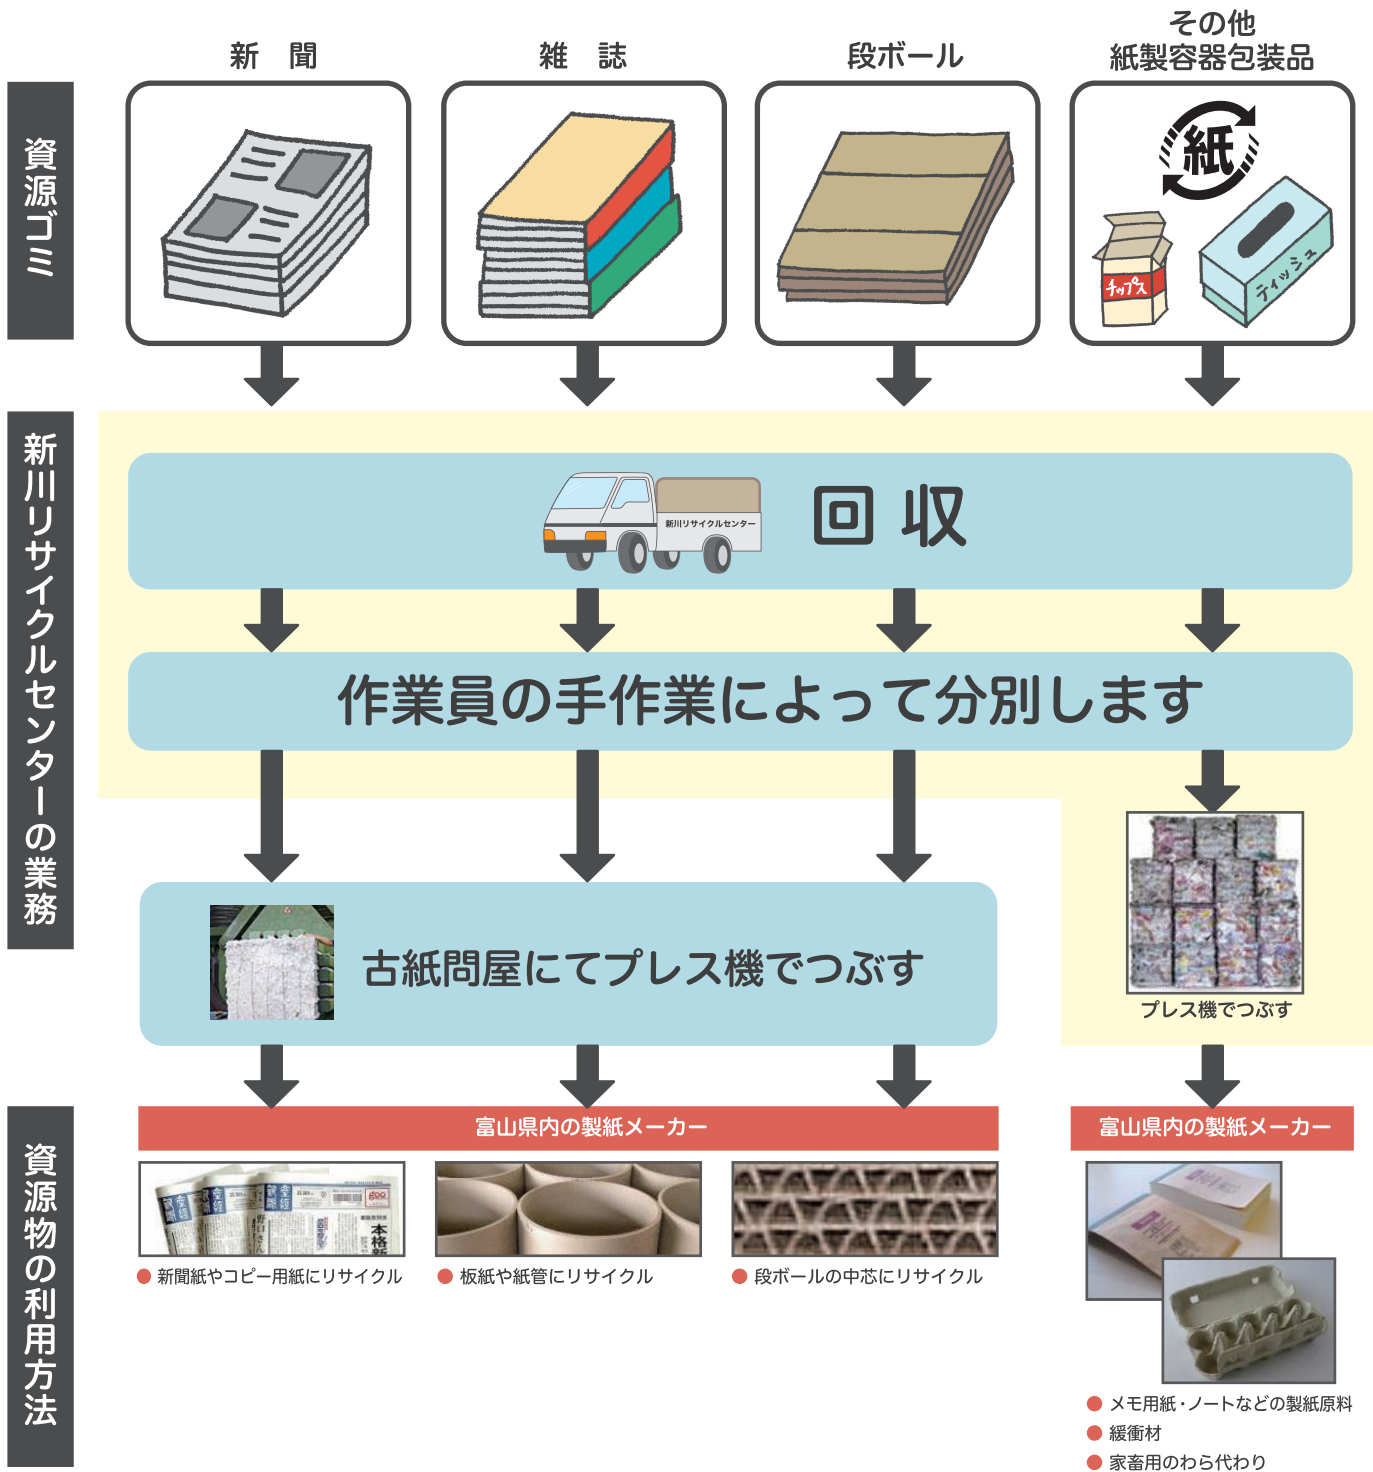 新 聞
雑 誌
段ボール
その他
紙製容器包装品
資源ゴミ
紙
チップス
ティッシュ
新川リサイクルセンターの業務
新川リサイクルセンター
回 収
作業員の手作業によって分別します
古紙問屋にてプレス機でつぶす
プレス機でつぶす
資源物の利用方法
富山県内の製紙メーカー
富山県内の製紙メーカー
goo
本格新
● 新聞紙やコピー用紙にリサイクル
● 板紙や紙管にリサイクル
● 段ボールの中芯にリサイクル
● メモ用紙・ノートなどの製紙原料
● 緩衝材
● 家畜用のわら代わり